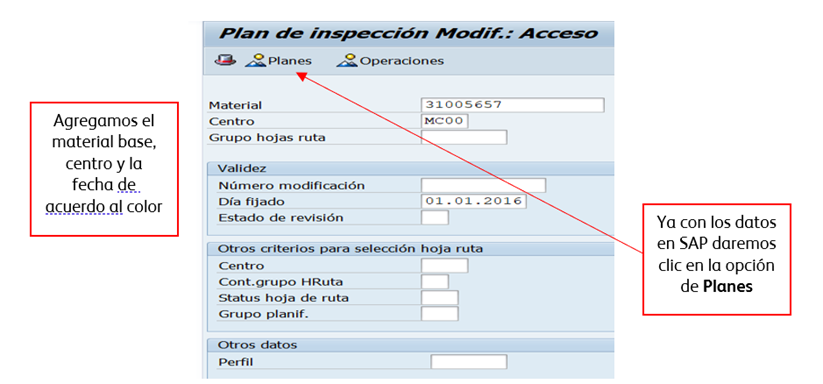 Plan de inspección Modif.: Acceso
Planes Operaciones
Material 31005657
Centro MC00
Grupo hojas ruta
Validez
Número modificación
Día fijado 01.01.2016
Estado de revisión
Otros criterios para selección hoja ruta
Centro
Cont.grupo HRuta
Status hoja de ruta
Grupo planif.
Otros datos
Perfil
Agregamos el
material base,
centro y la
fecha de
acuerdo al color
Ya con los datos
en SAP daremos
clic en la opción
de Planes